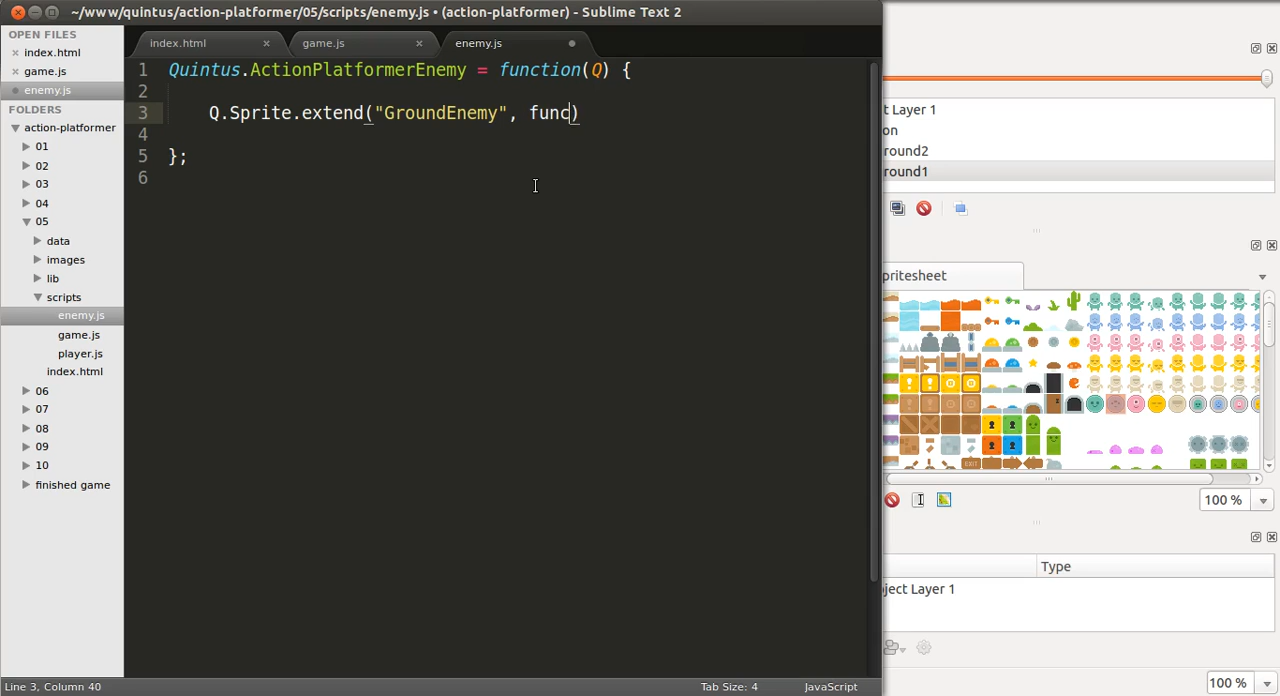 ~/www/quintus/action-platformer/05/scripts/enemy.js • (action-platformer) - Sublime Text 2
OPEN FILES
index.html
game.js
enemy.js
FOLDERS
action-platformer
01
02
03
04
05
data
images
lib
scripts
enemy.js
game.js
player.js
index.html
06
07
08
09
10
finished game
index.html
game.js
enemy.js
1 Quintus.ActionPlatformerEnemy = function(Q) {
2
3 Q.Sprite.extend("GroundEnemy", func)
4
5 };
6
Line 3, Column 40
Tab Size: 4
JavaScript
t Layer 1
on
round2
round1
pritesheet
EXIT
100 %
Type
ject Layer 1
100 %